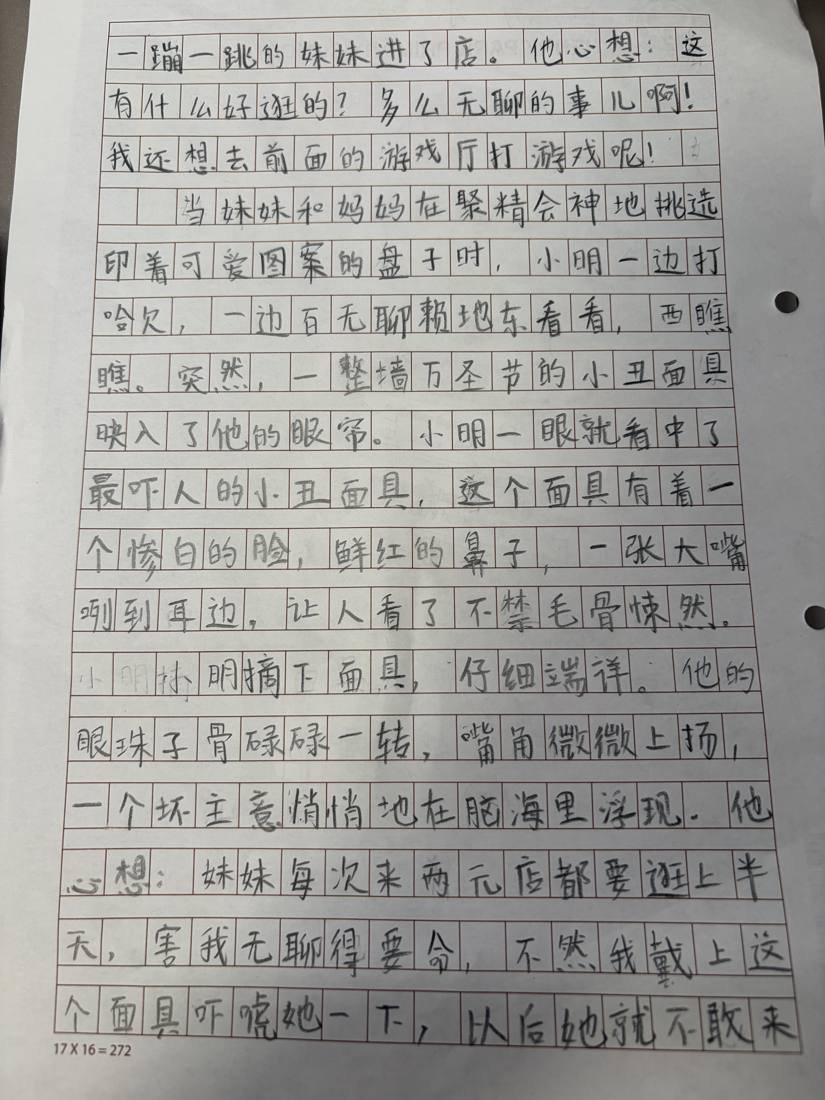 一蹦一跳的妹妹进了店。他心想：这
有什么好逛的？多么无聊的事儿啊！
我还想去前面的游戏厅打游戏呢！
当妹妹和妈妈在聚精会神地挑选
印着可爱图案的盘子时，小明一边打
哈欠，一边百无聊赖地东看看，西瞧
瞧。突然，一整墙万圣节的小丑面具
映入了他的眼帘。小明一眼就看中了
最吓人的小丑面具，这个面具有着一
个惨白的脸，鲜红的鼻子，一张大嘴
咧到耳边，让人看了不禁毛骨悚然。
小明摘明摘下面具，仔细端详。他的
眼珠子骨碌碌一转，嘴角微微上扬，
一个坏主意悄悄地在脑海里浮现。他
心想：妹妹每次来两元店都要逛上半
天，害我无聊得要命，不然我戴上这
个面具吓唬她一下，以后她就不敢来
17 X 16 = 272